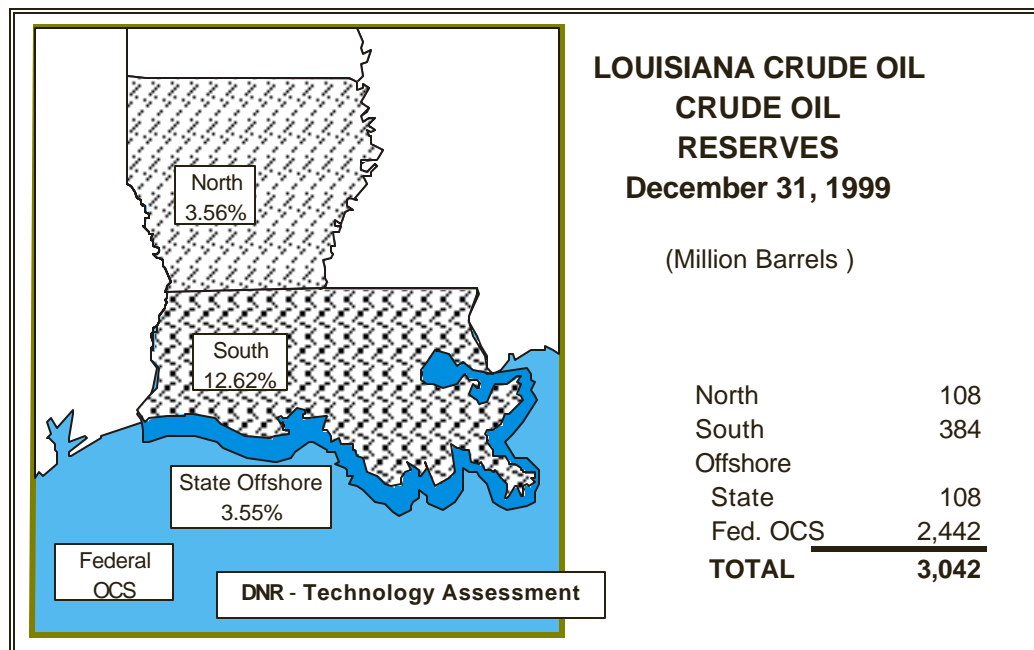 LOUISIANA CRUDE OIL
CRUDE OIL
RESERVES
December 31, 1999
(Million Barrels )
North
3.56%
South
12.62%
State Offshore
3.55%
Federal
OCS
DNR - Technology Assessment
North 108
South 384
Offshore
State 108
Fed. OCS 2,442
TOTAL 3,042